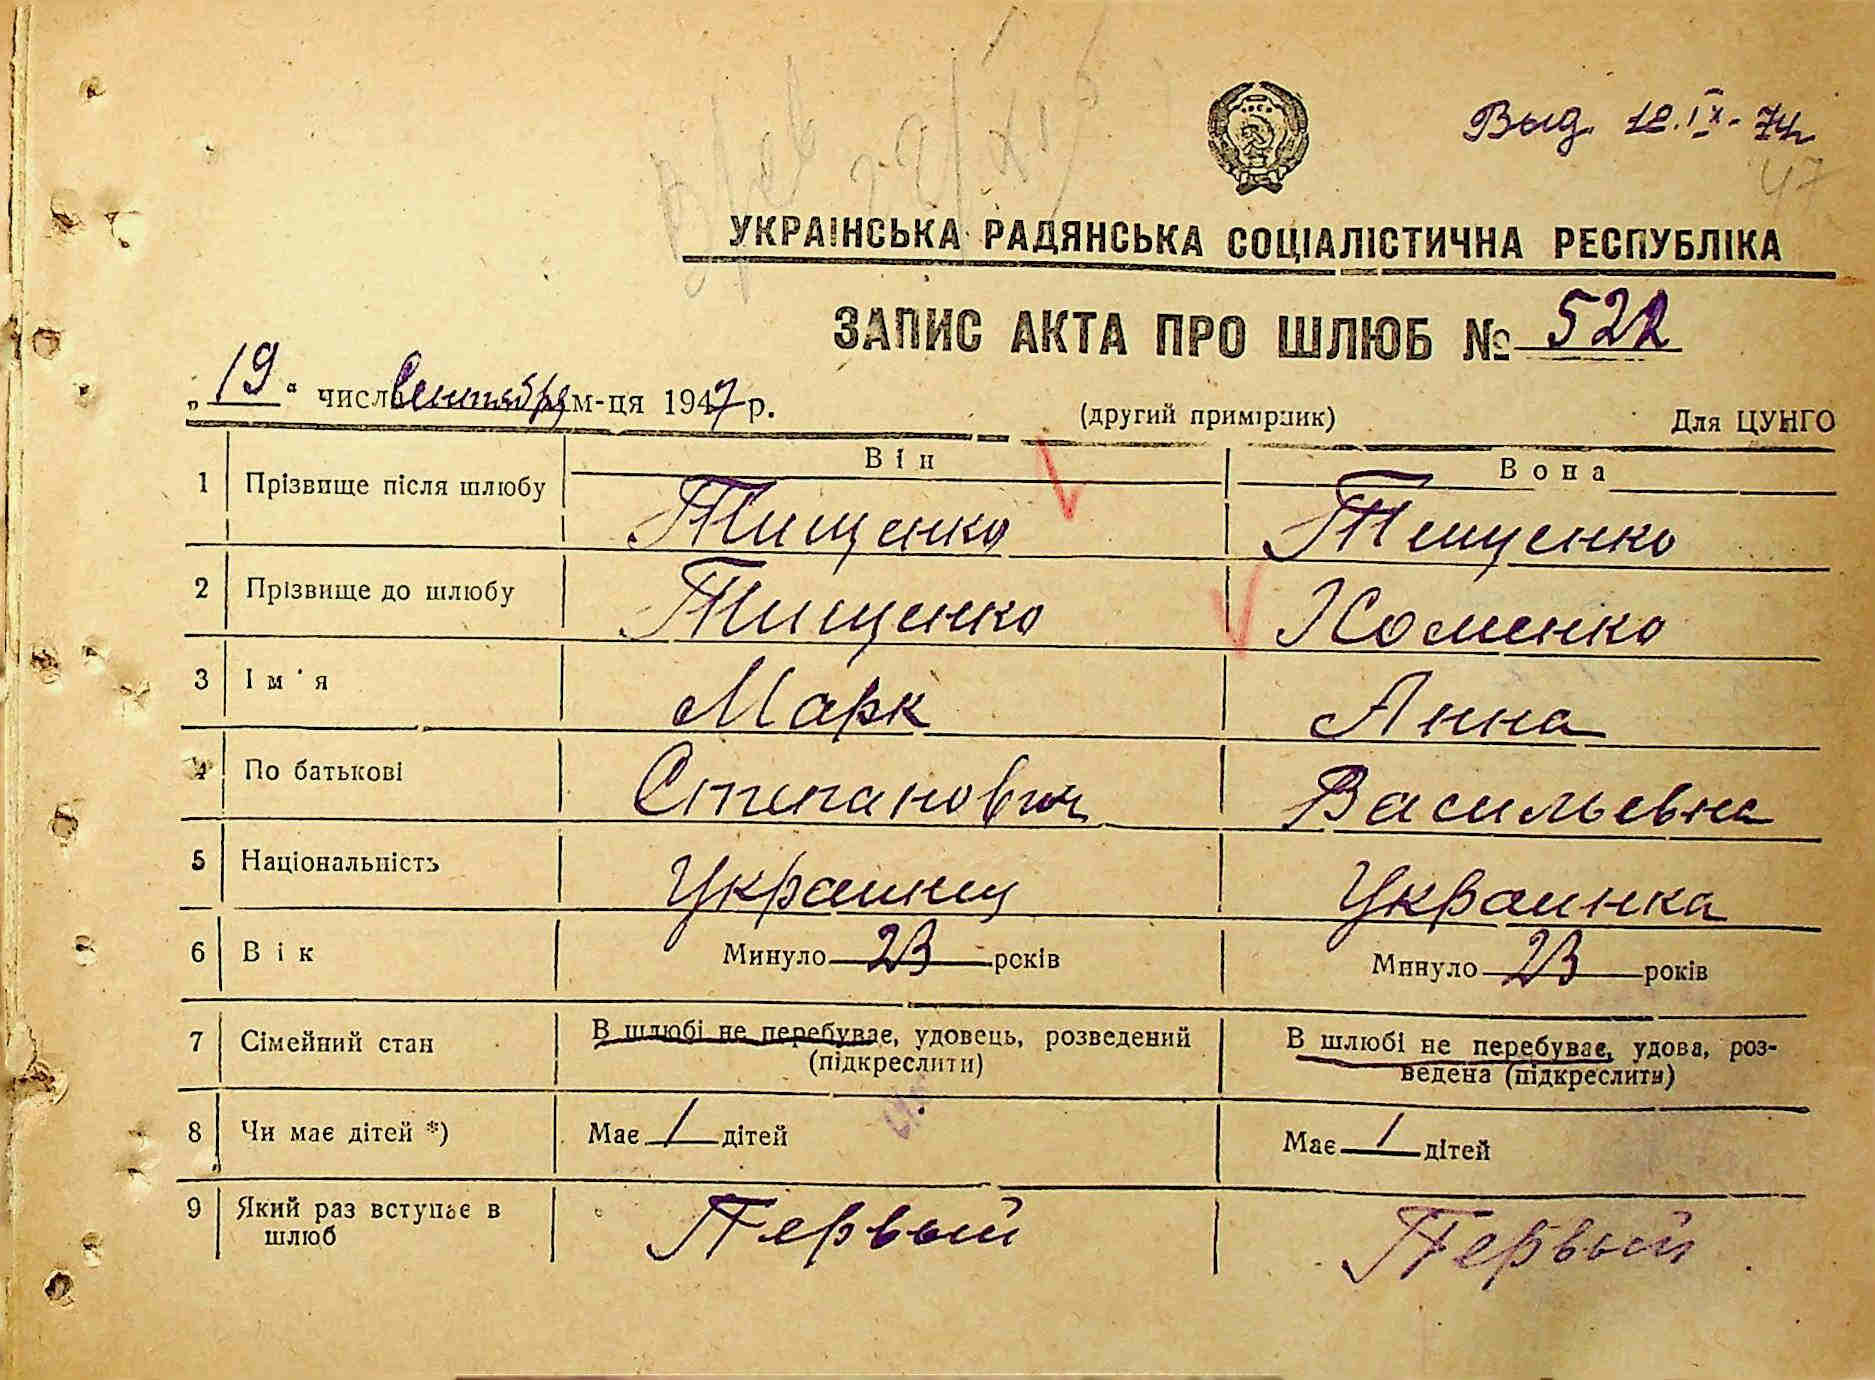 Выд. 12.IX-74
47
УКРАЇНСЬКА РАДЯНСЬКА СОЦІАЛІСТИЧНА РЕСПУБЛІКА
ЗАПИС АКТА ПРО ШЛЮБ № 522
„19“ числа Сентября м-ця 1947 р.
(другий примірник) Для ЦУНГО
Він Вона
1 Прізвище після шлюбу Тищенко Тищенко
2 Прізвище до шлюбу Тищенко Хоменко
3 Ім'я Марк Анна
4 По батькові Степанович Васильевна
5 Національність Украинец Украинка
6 Вік Минуло 23 років Минуло 23 років
7 Сімейний стан В шлюбі не перебуває, удовець, розведений В шлюбі не перебуває, удова, роз-
(підкреслити) ведена (підкреслити)
8 Чи має дітей *) Має 1 дітей Має 1 дітей
9 Який раз вступає в Первый Первый
шлюб